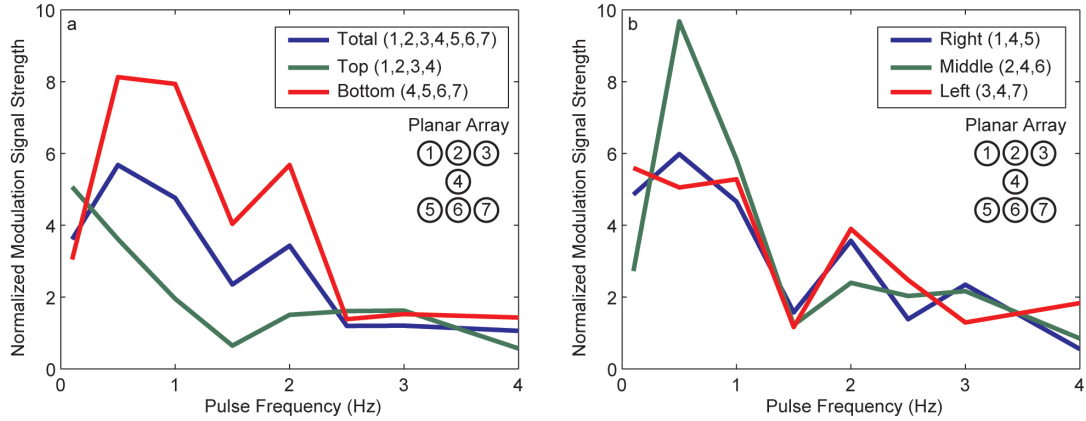 a
Total (1,2,3,4,5,6,7)
Top (1,2,3,4)
Bottom (4,5,6,7)
Planar Array
1 2 3
4
5 6 7
Normalized Modulation Signal Strength
10
8
6
4
2
0
0 1 2 3 4
Pulse Frequency (Hz)
b
Right (1,4,5)
Middle (2,4,6)
Left (3,4,7)
Planar Array
1 2 3
4
5 6 7
Normalized Modulation Signal Strength
10
8
6
4
2
0
0 1 2 3 4
Pulse Frequency (Hz)